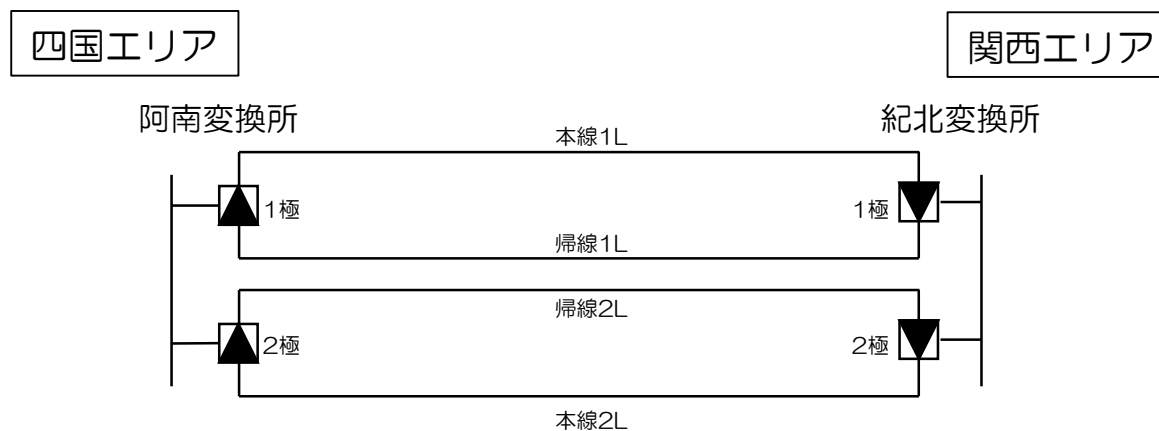 四国エリア
関西エリア
阿南変換所
紀北変換所
本線1L
1極
1極
帰線1L
帰線2L
2極
2極
本線2L